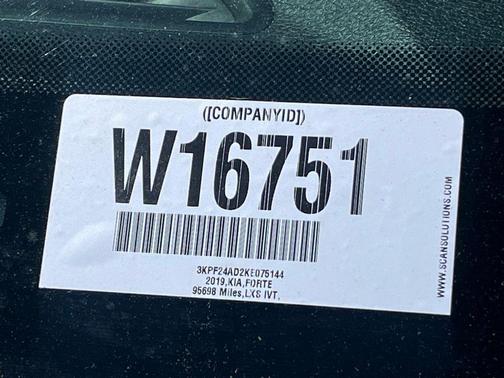 ([COMPANYID])
W16751
3KPF24AD2KE075144
2019,KIA,FORTE
95698 Miles,LXS IVT,
WWW.SCANSOLUTIONS.COM